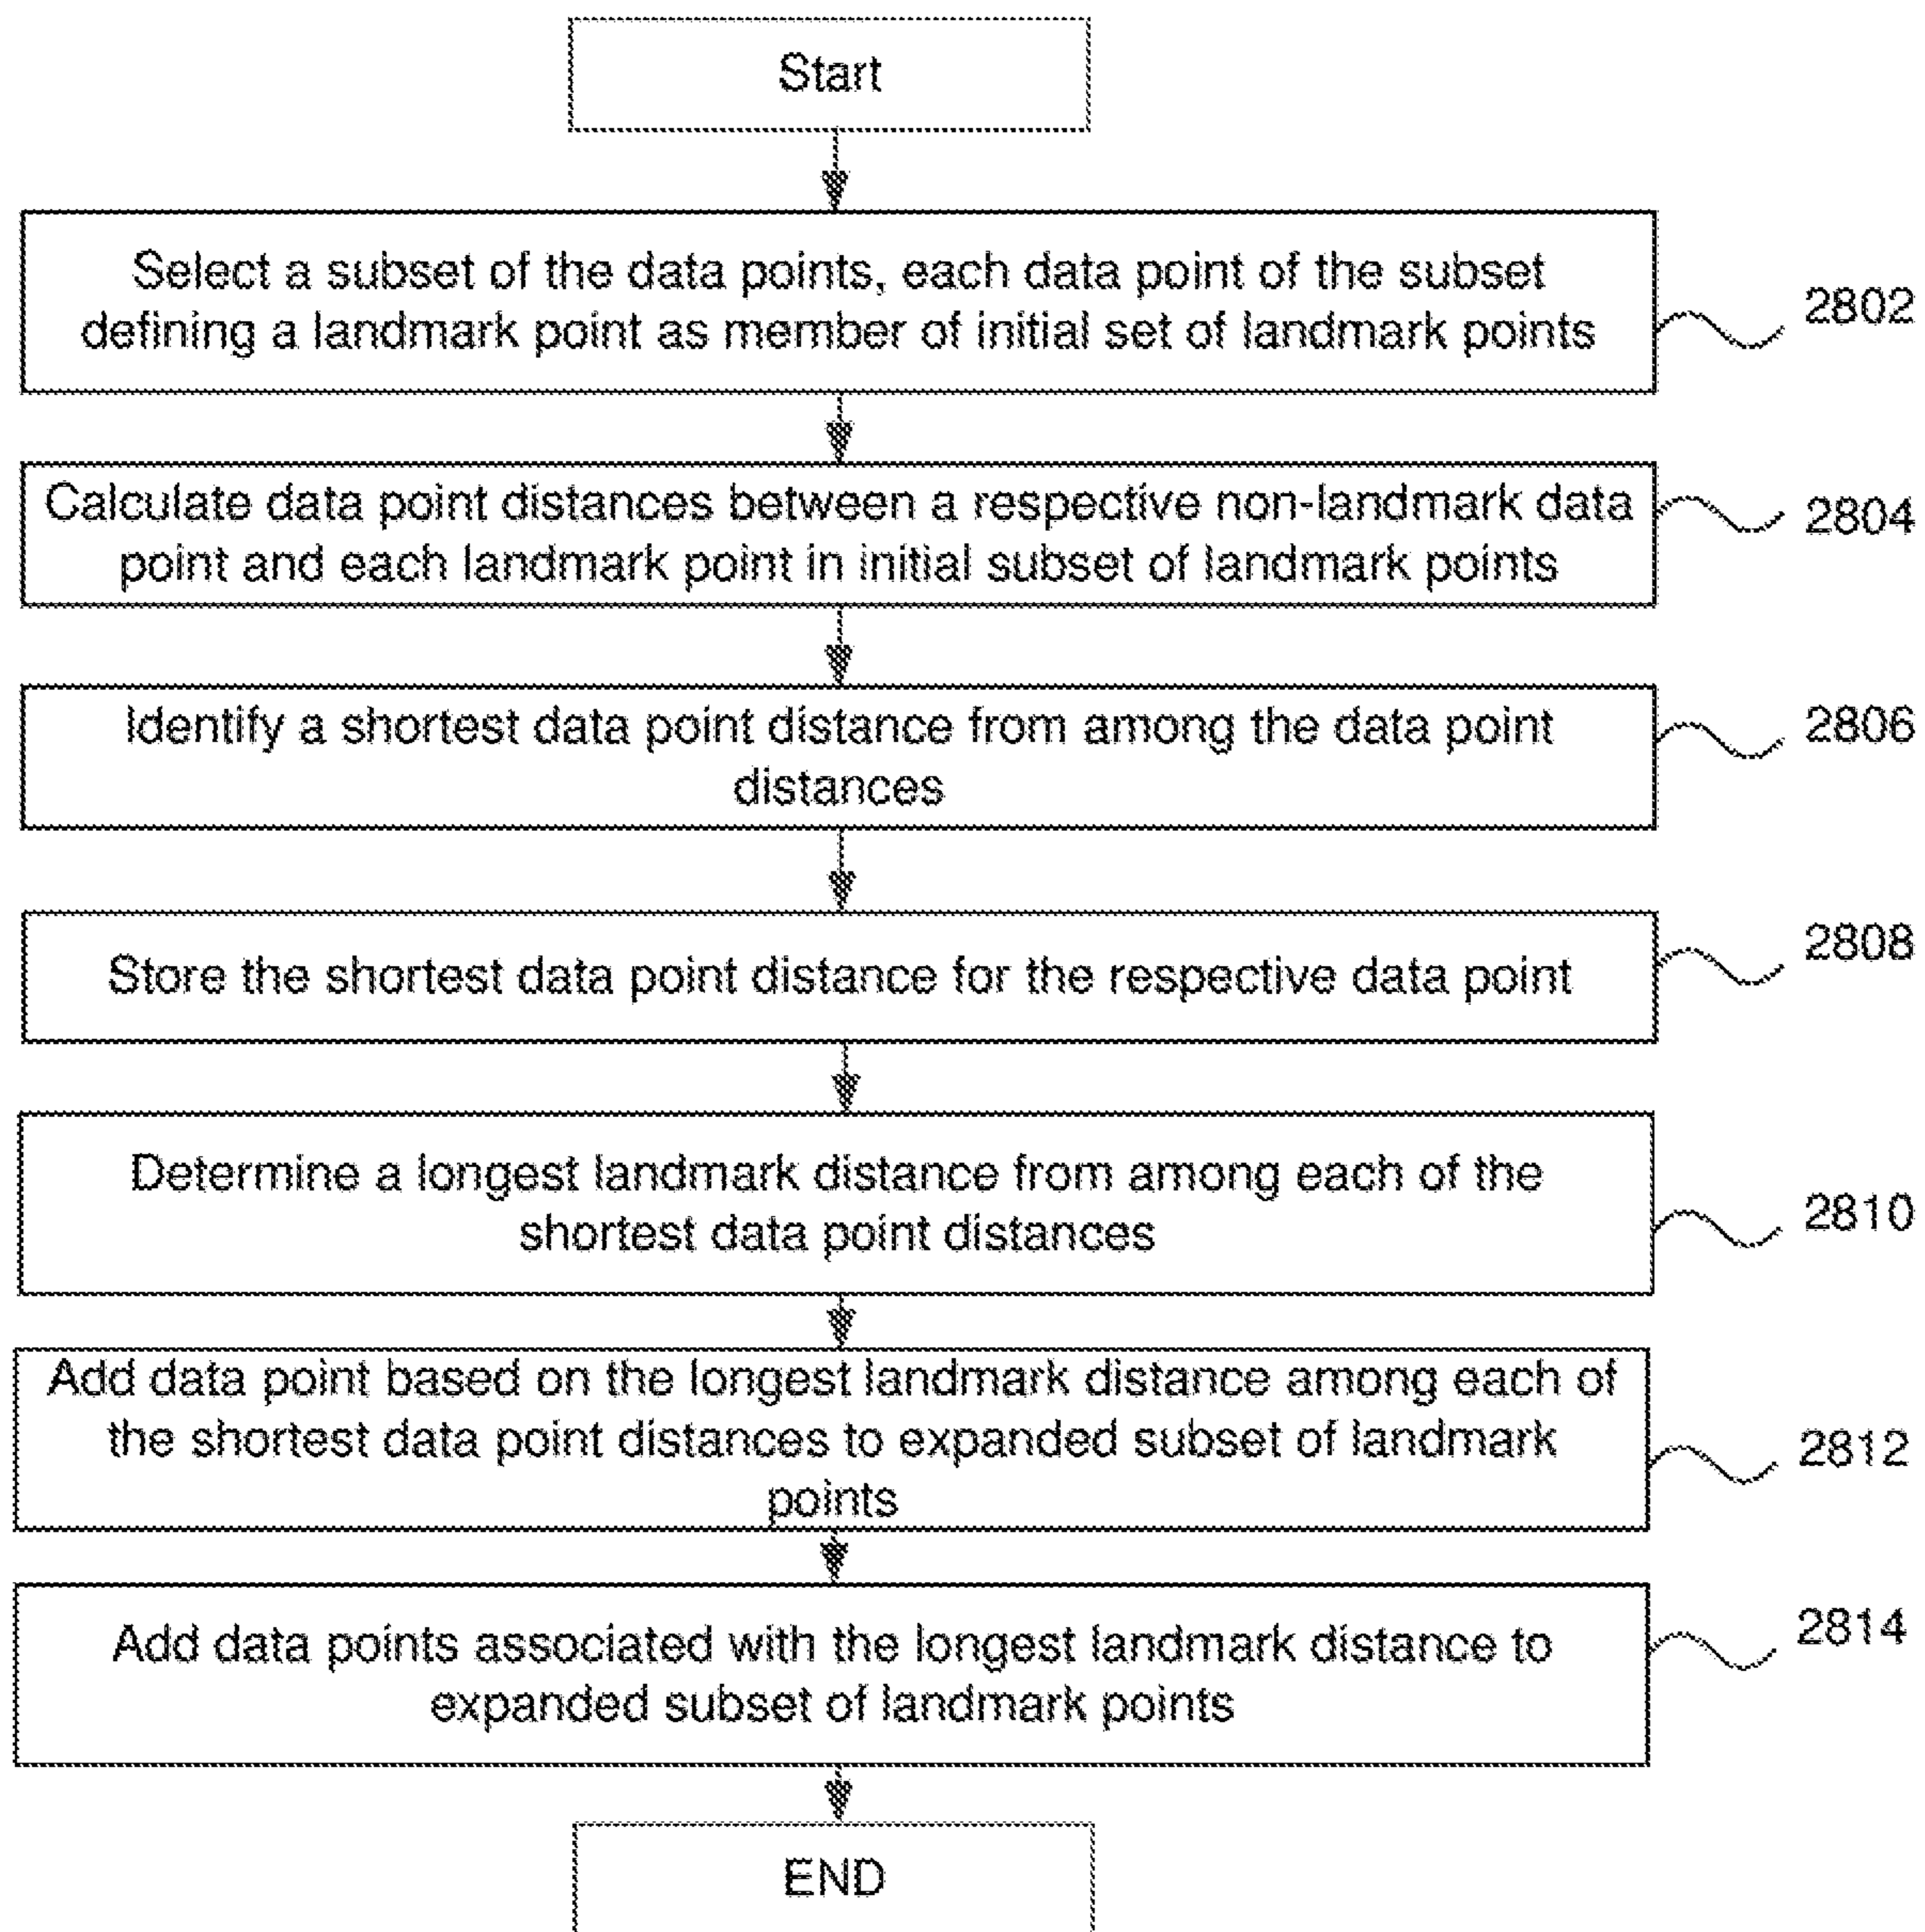 Start
Select a subset of the data points, each data point of the subset
defining a landmark point as member of initial set of landmark points
2802
Calculate data point distances between a respective non-landmark data
point and each landmark point in initial subset of landmark points
2804
Identify a shortest data point distance from among the data point
distances
2806
Store the shortest data point distance for the respective data point
2808
Determine a longest landmark distance from among each of the
shortest data point distances
2810
Add data point based on the longest landmark distance among each of
the shortest data point distances to expanded subset of landmark
points
2812
Add data points associated with the longest landmark distance to
expanded subset of landmark points
2814
END